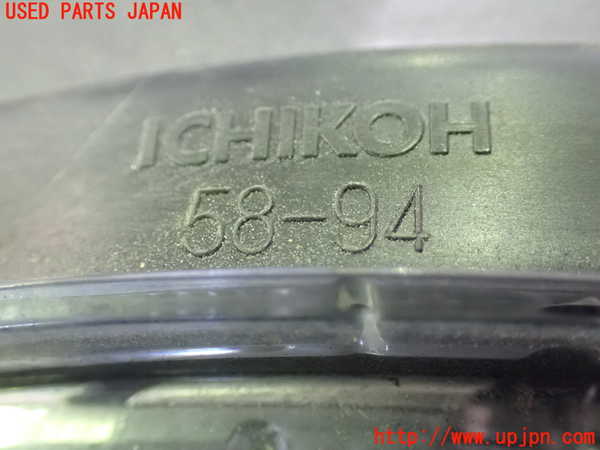 USED PARTS JAPAN
ICHIKOH
58-94
http://www.upjpn.com/